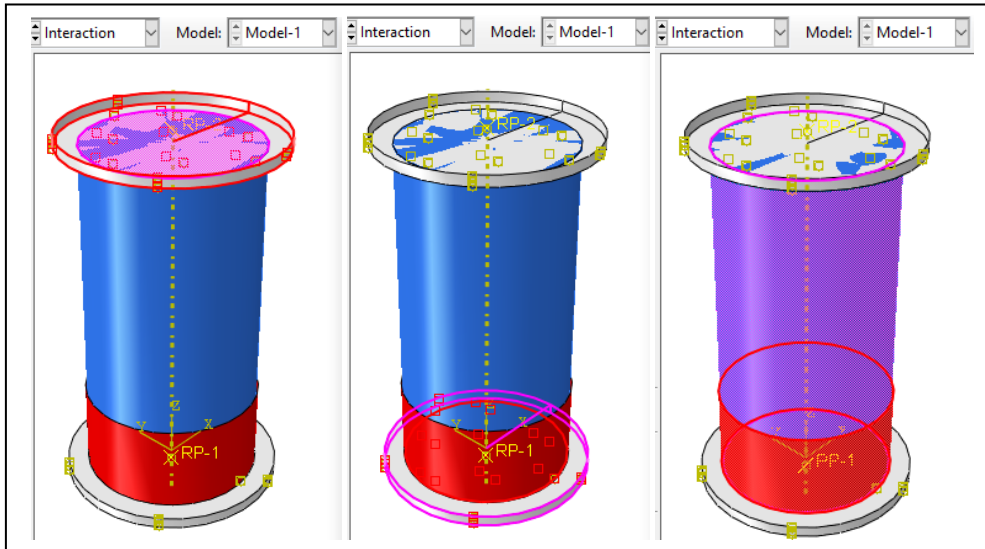 Interaction Model: Model-1
Interaction Model: Model-1
Interaction Model: Model-1
RP-2
Z
Y X
RP-1
RP-2
Z
Y X
RP-1
RP-1